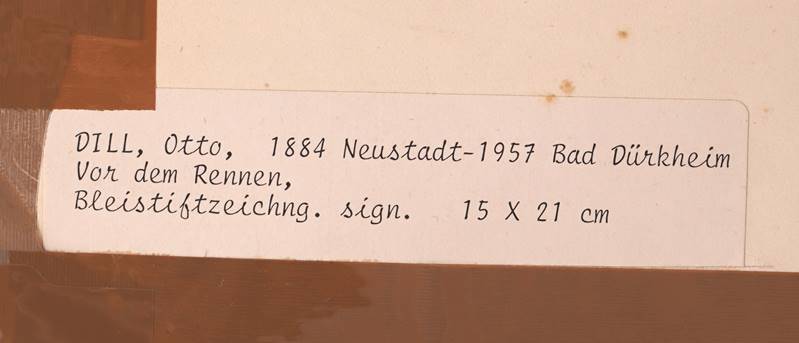 DILL, Otto, 1884 Neustadt-1957 Bad Dürkheim
Vor dem Rennen,
Bleistiftzeichng. sign. 15 X 21 cm